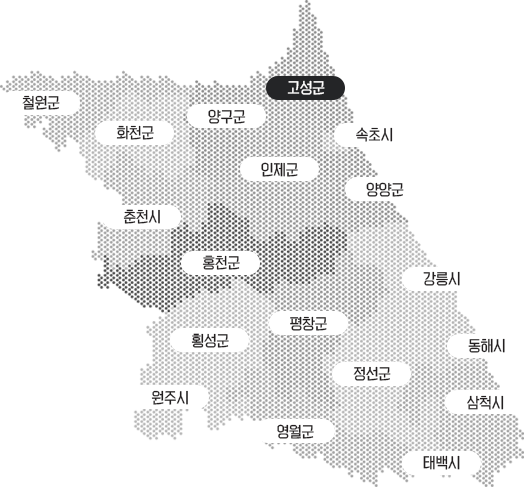 고성군
철원군
양구군
화천군
속초시
인제군
양양군
춘천시
홍천군
강릉시
평창군
횡성군
동해시
정선군
원주시
삼척시
영월군
태백시